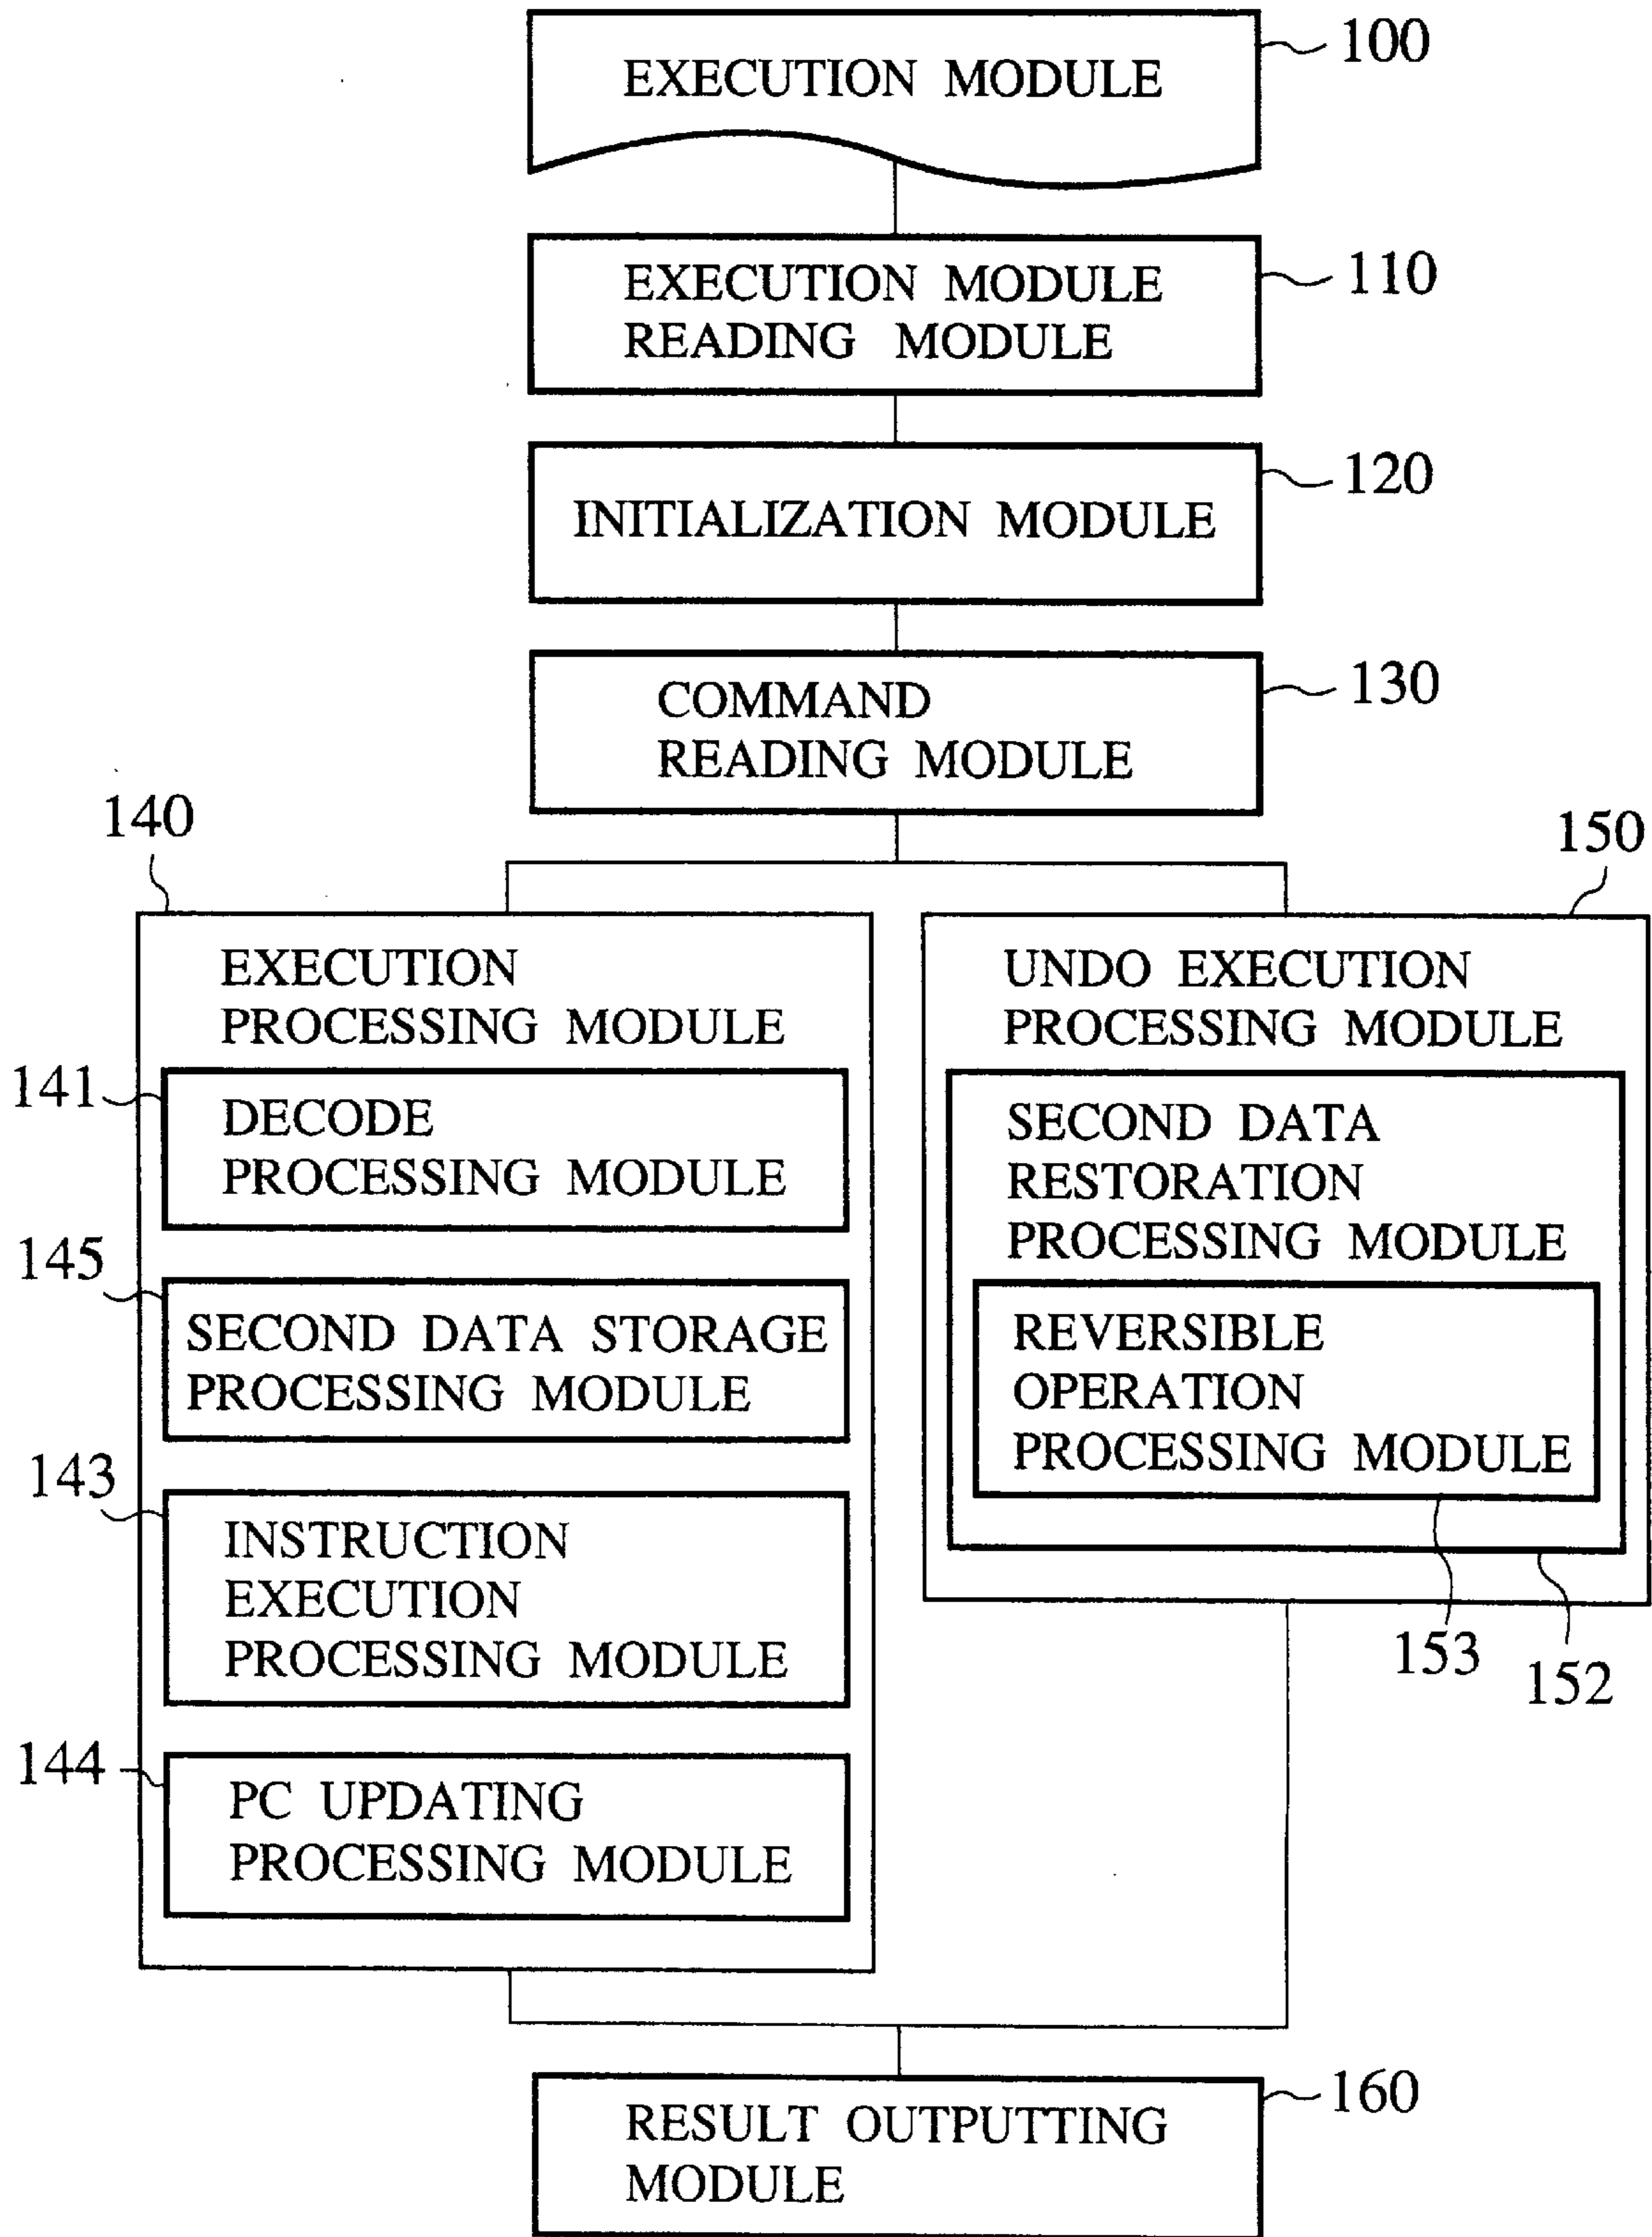 EXECUTION MODULE
100
EXECUTION MODULE
READING MODULE
110
INITIALIZATION MODULE
120
COMMAND
READING MODULE
130
140
EXECUTION
PROCESSING MODULE
141
DECODE
PROCESSING MODULE
145
SECOND DATA STORAGE
PROCESSING MODULE
143
INSTRUCTION
EXECUTION
PROCESSING MODULE
144
PC UPDATING
PROCESSING MODULE
150
UNDO EXECUTION
PROCESSING MODULE
SECOND DATA
RESTORATION
PROCESSING MODULE
REVERSIBLE
OPERATION
PROCESSING MODULE
153
152
RESULT OUTPUTTING
MODULE
160